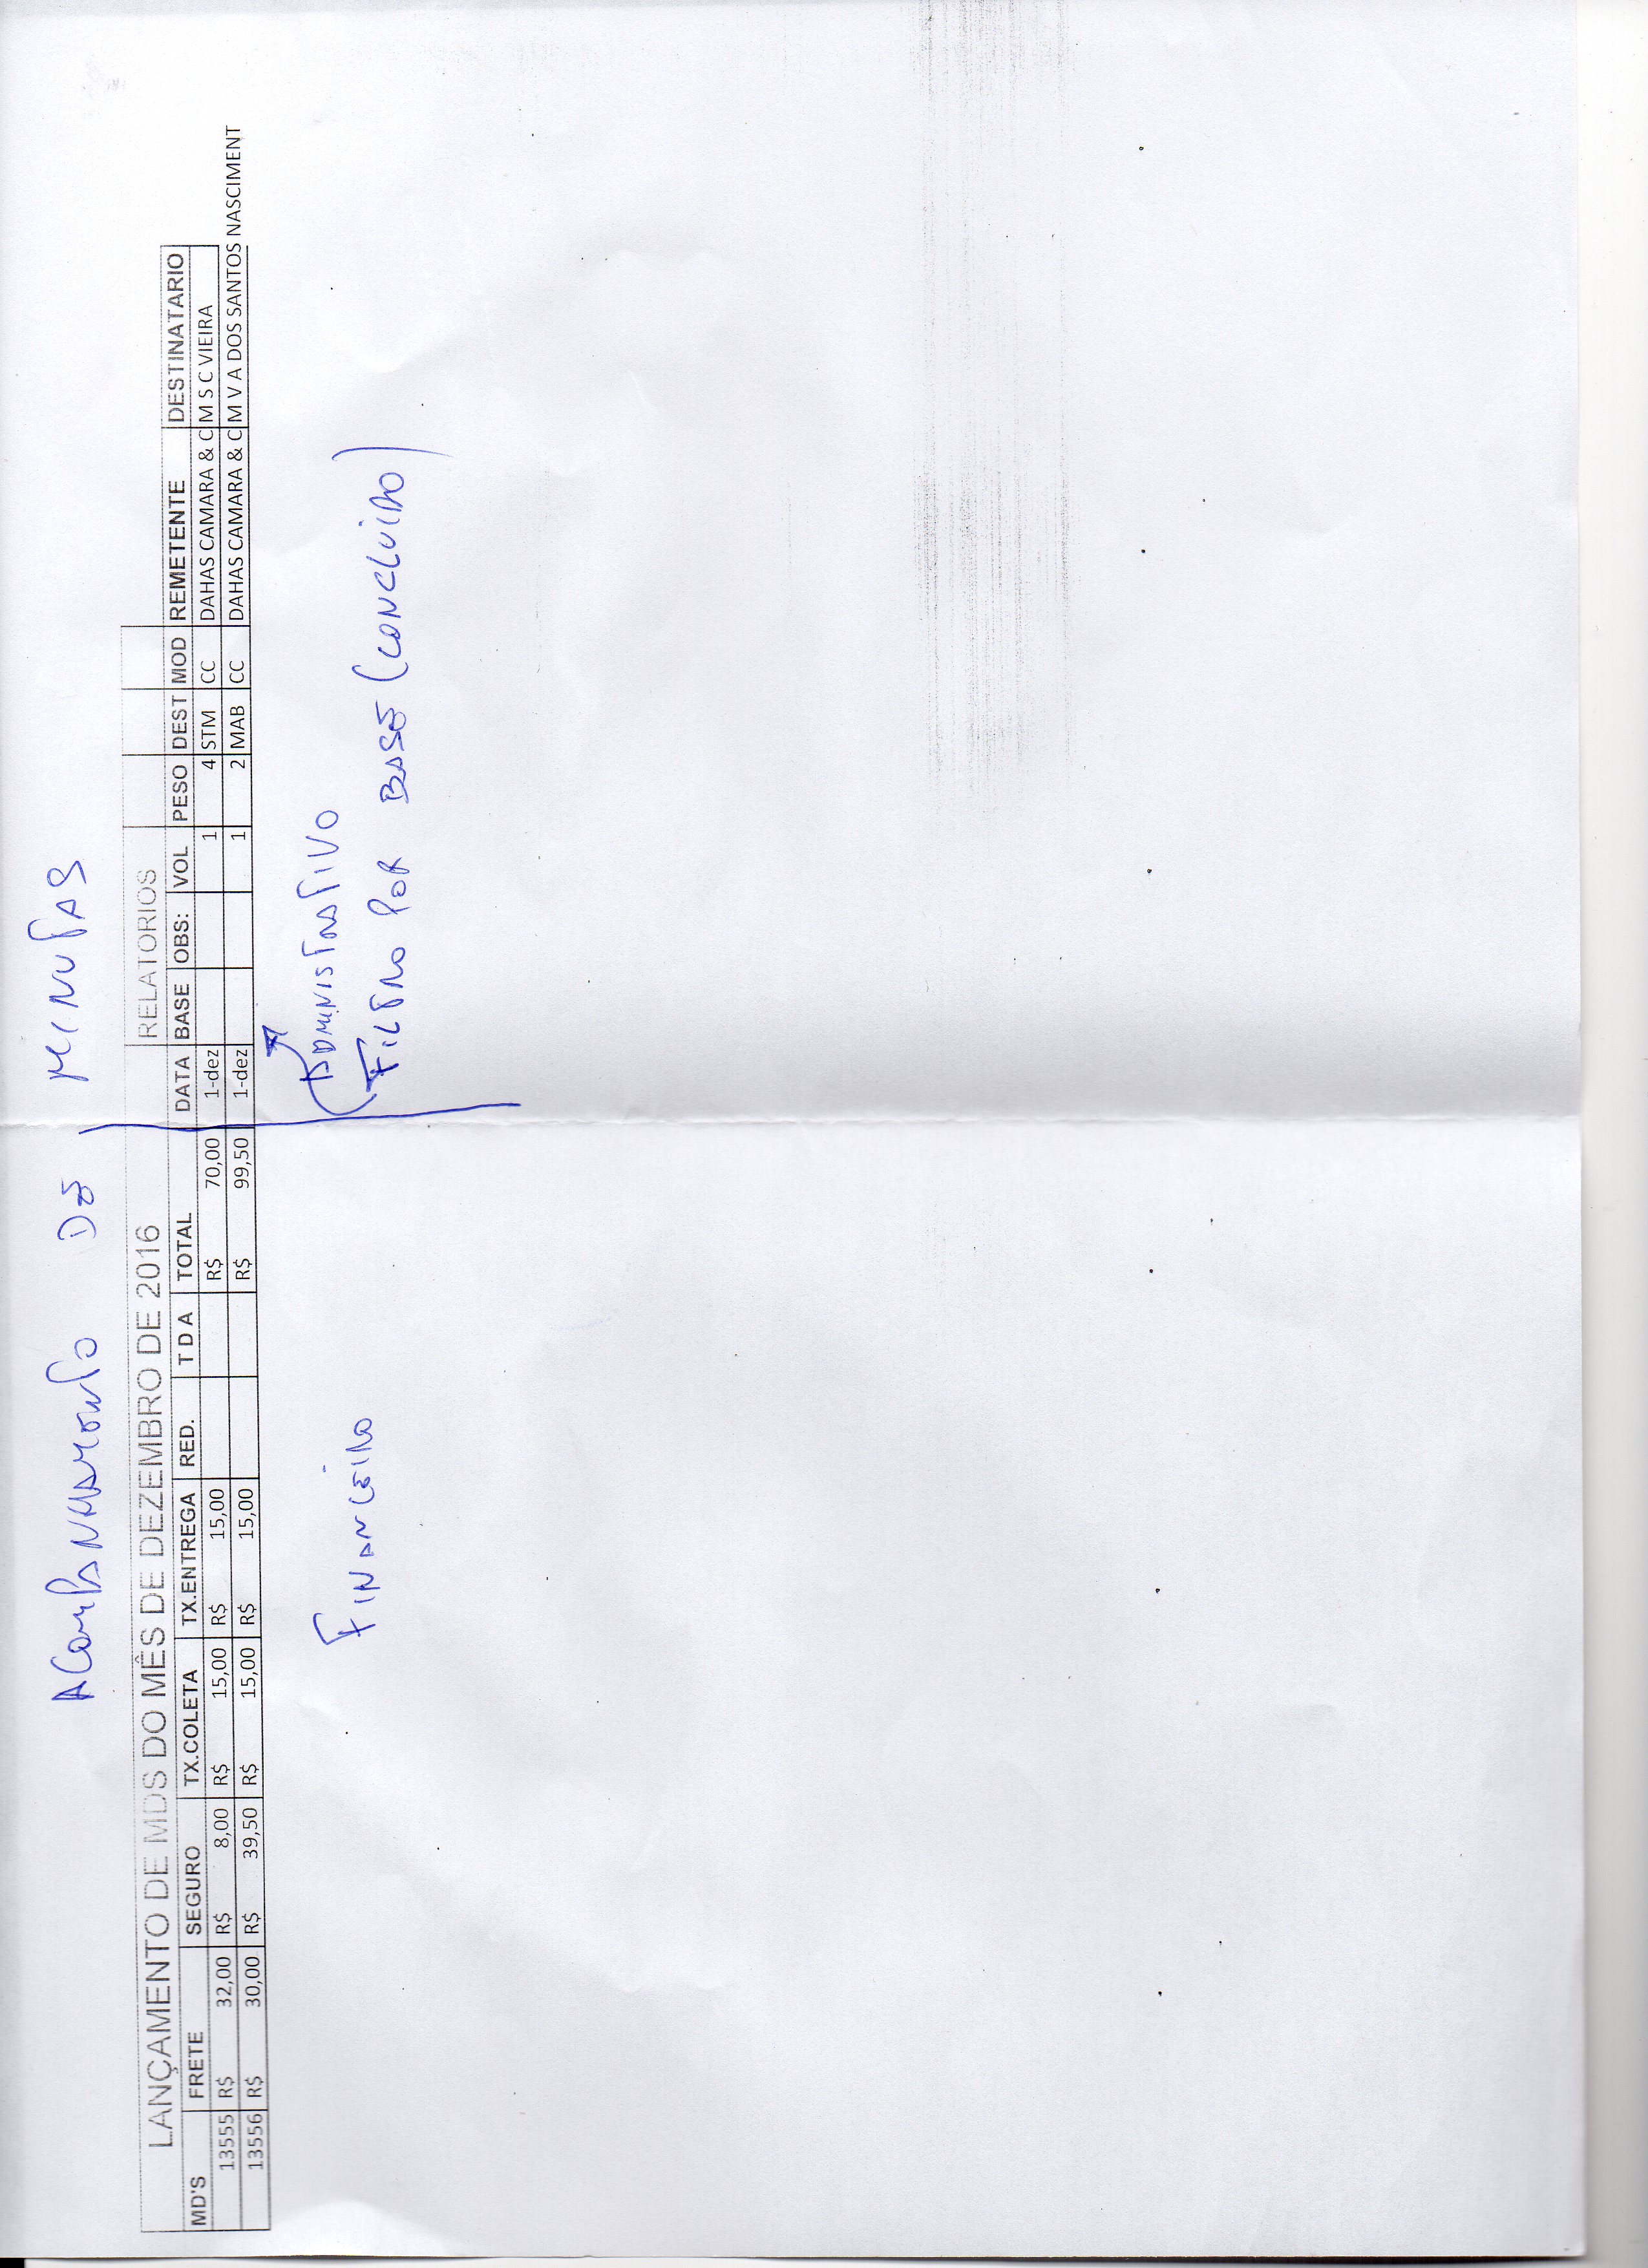 ACOMPANHAMENTO DE MINUTAS
LANÇAMENTO DE MDS DO MÊS DE DEZEMBRO DE 2016 RELATORIOS
MD'S FRETE SEGURO TX.COLETA TX.ENTREGA RED. T D A TOTAL DATA BASE OBS: VOL PESO DEST MOD REMETENTE DESTINATARIO
13555 R$ 32,00 R$ 8,00 R$ 15,00 R$ 15,00 R$ 70,00 1-dez 1 4 STM CC DAHAS CAMARA & C M S C VIEIRA
13556 R$ 30,00 R$ 39,50 R$ 15,00 R$ 15,00 R$ 99,50 1-dez 1 2 MAB CC DAHAS CAMARA & C M V A DOS SANTOS NASCIMENT
FINANCEIRO
ADMINISTRATIVO
FILTRO POR BASE (CONCLUIDO)